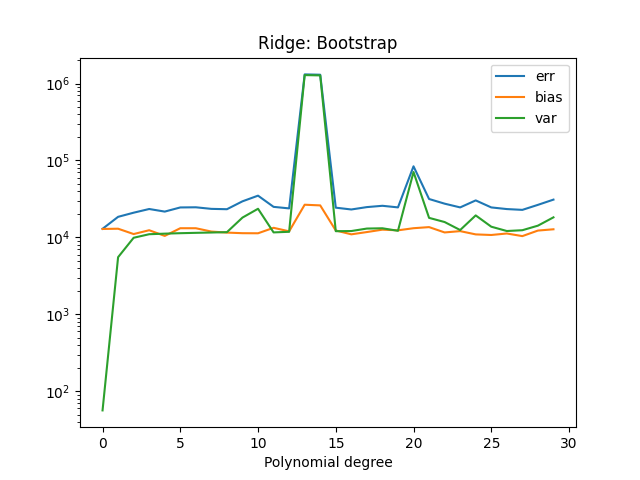 Ridge: Bootstrap
err
bias
var
10^6
10^5
10^4
10^3
10^2
0 5 10 15 20 25 30
Polynomial degree